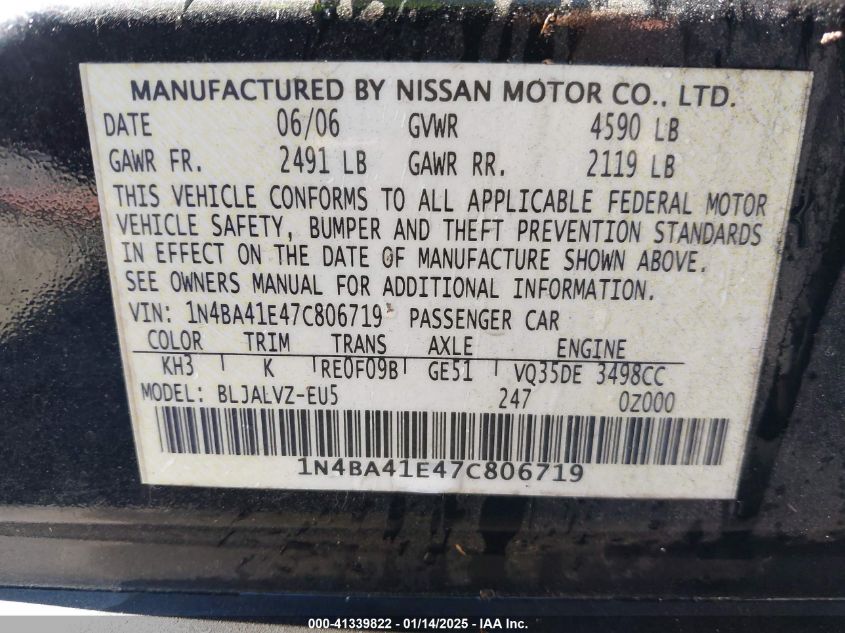 MANUFACTURED BY NISSAN MOTOR CO., LTD.
DATE 06/06 GVWR 4590 LB
GAWR FR. 2491 LB GAWR RR. 2119 LB
THIS VEHICLE CONFORMS TO ALL APPLICABLE FEDERAL MOTOR
VEHICLE SAFETY, BUMPER AND THEFT PREVENTION STANDARDS
IN EFFECT ON THE DATE OF MANUFACTURE SHOWN ABOVE.
SEE OWNERS MANUAL FOR ADDITIONAL INFORMATION.
VIN: 1N4BA41E47C806719 PASSENGER CAR
COLOR TRIM TRANS AXLE ENGINE
KH3 K RE0F09B GE51 VQ35DE 3498CC
MODEL: BLJALVZ-EU5 247 0Z000
1N4BA41E47C806719
000-41339822 - 01/14/2025 - IAA Inc.